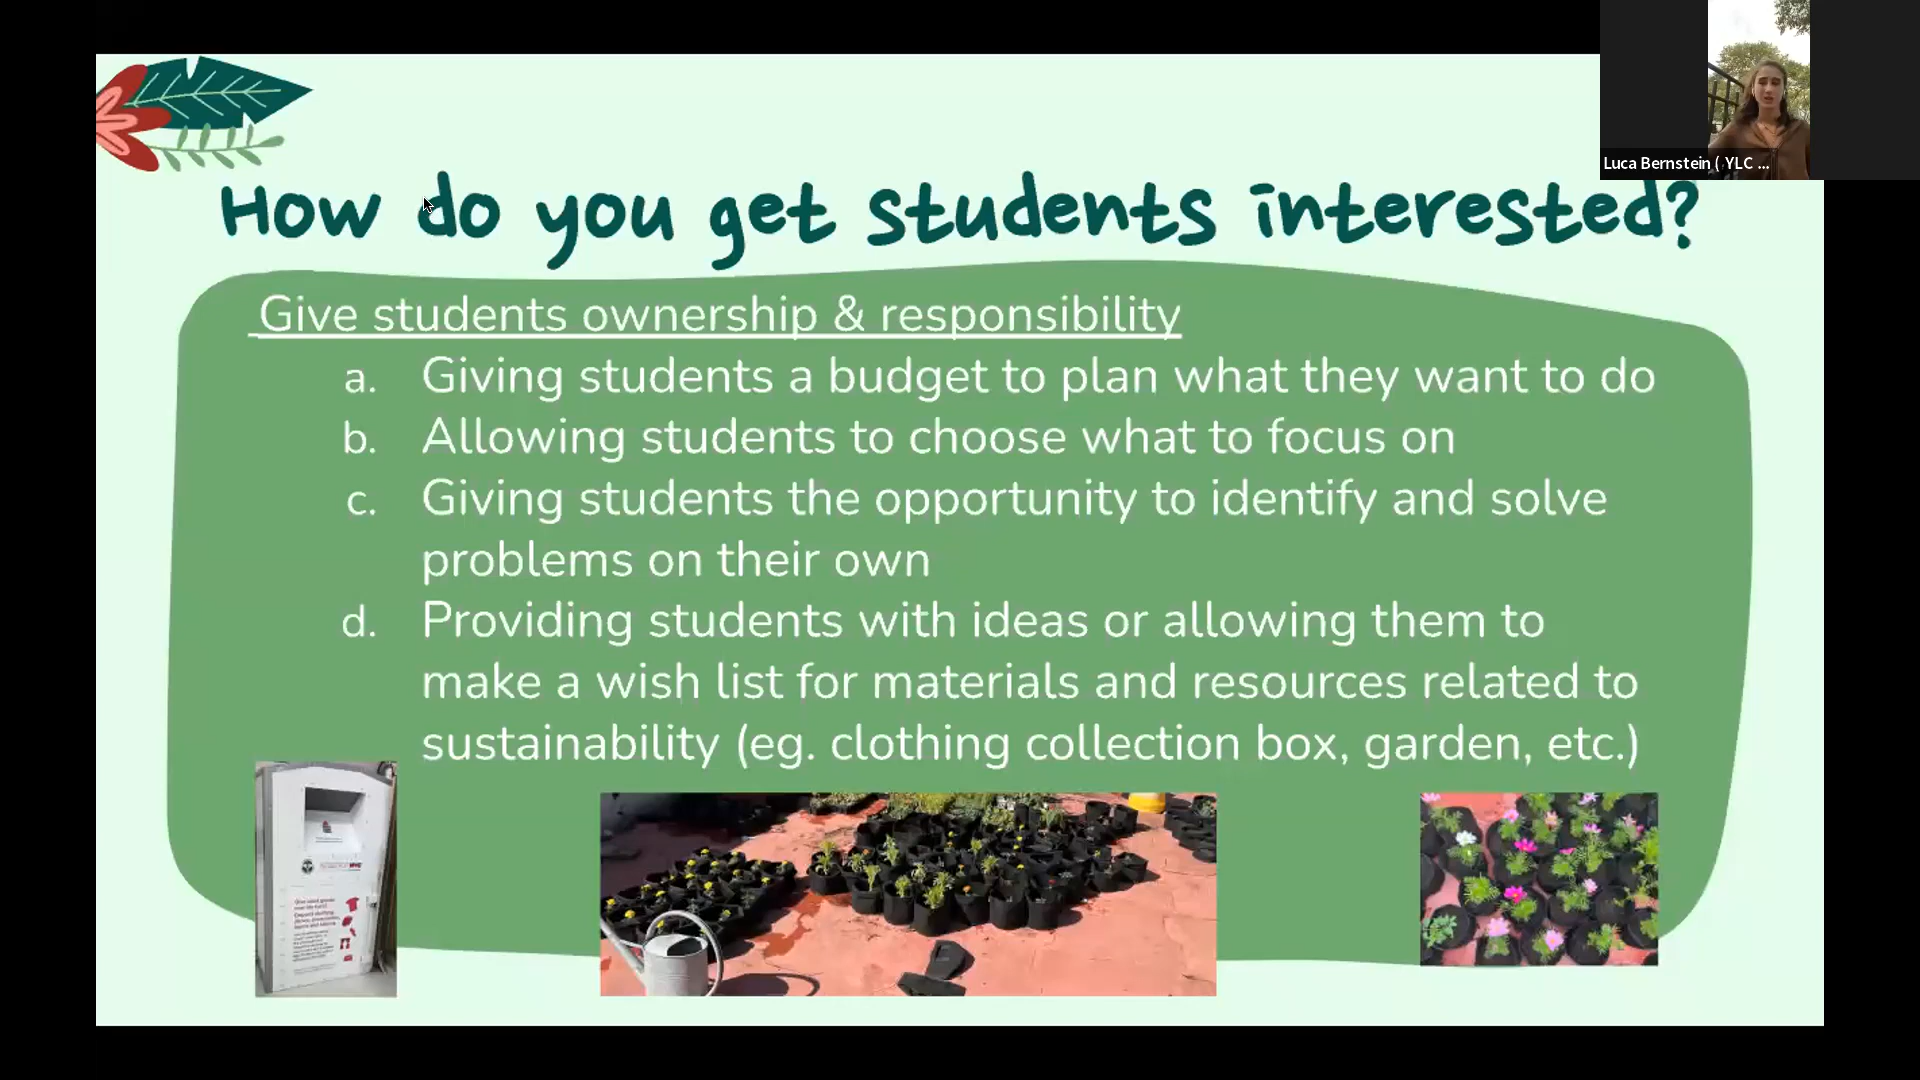 Luca Bernstein ( YLC ...
How do you get students interested?
Give students ownership & responsibility
a. Giving students a budget to plan what they want to do
b. Allowing students to choose what to focus on
c. Giving students the opportunity to identify and solve
problems on their own
d. Providing students with ideas or allowing them to
make a wish list for materials and resources related to
sustainability (eg. clothing collection box, garden, etc.)